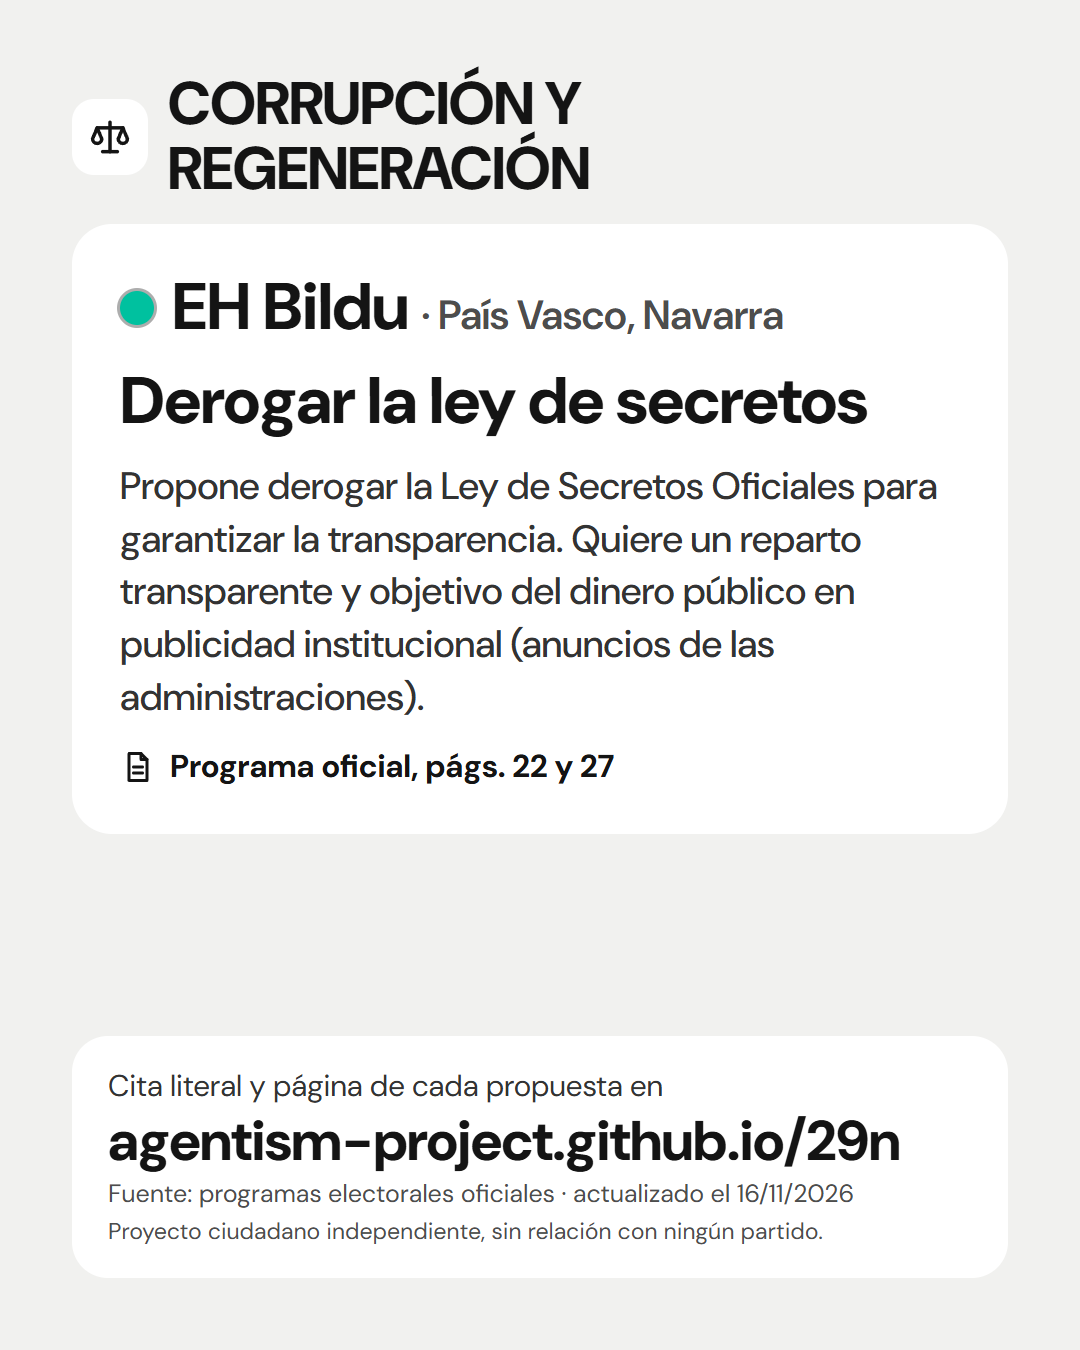 CORRUPCIÓN Y
REGENERACIÓN
EH Bildu · País Vasco, Navarra
Derogar la ley de secretos
Propone derogar la Ley de Secretos Oficiales para
garantizar la transparencia. Quiere un reparto
transparente y objetivo del dinero público en
publicidad institucional (anuncios de las
administraciones).
Programa oficial, págs. 22 y 27
Cita literal y página de cada propuesta en
agentism-project.github.io/29n
Fuente: programas electorales oficiales · actualizado el 16/11/2026
Proyecto ciudadano independiente, sin relación con ningún partido.